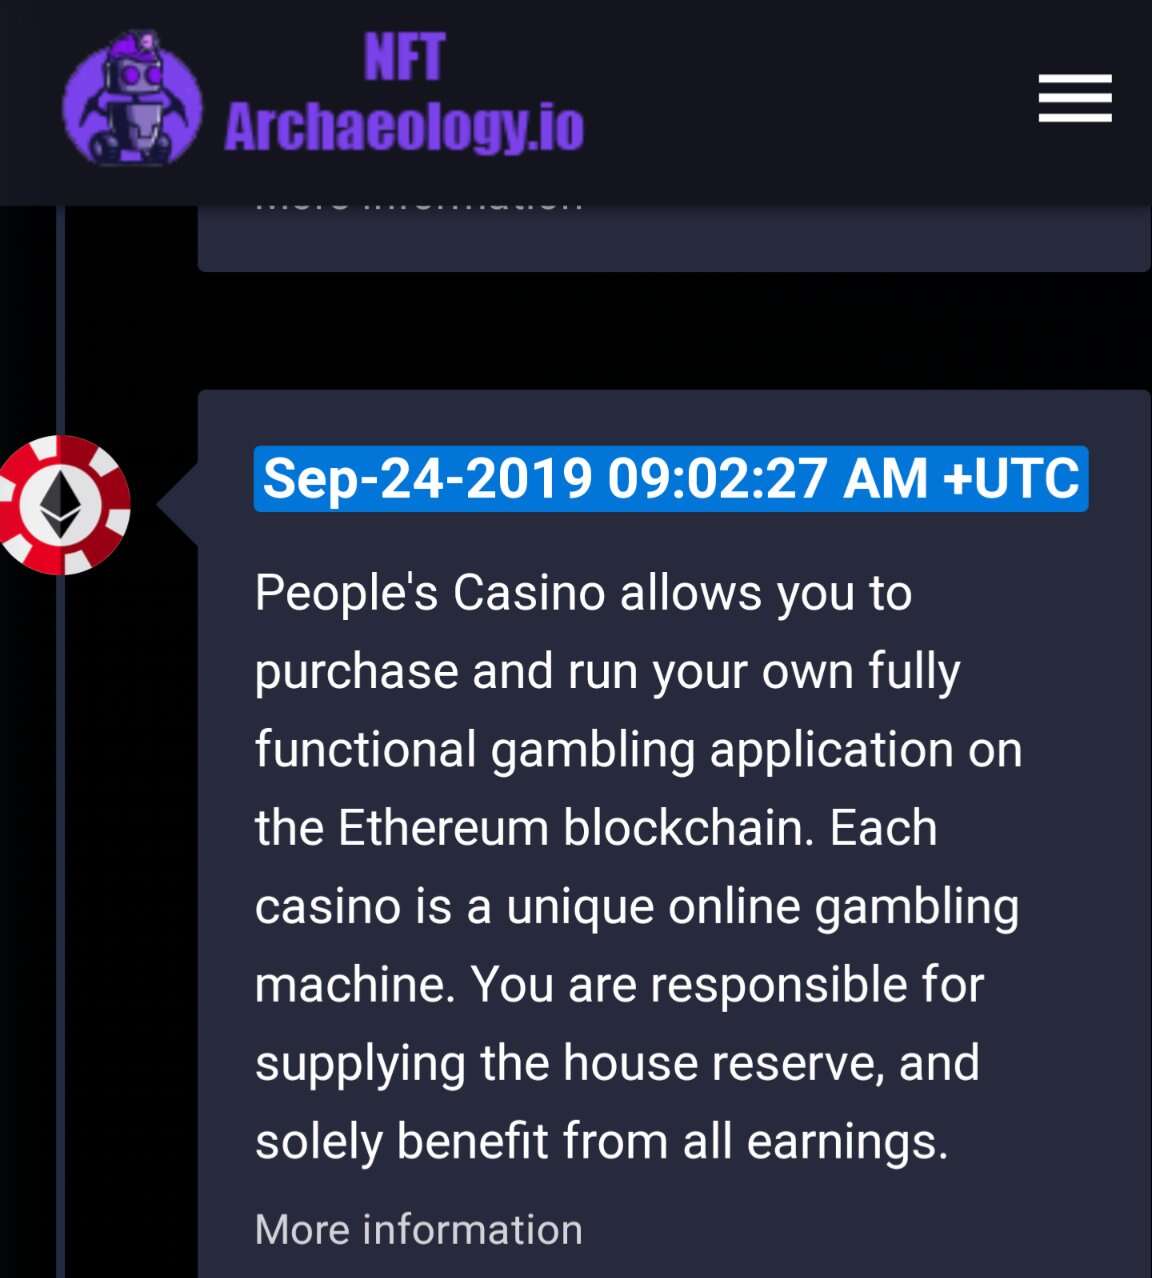 NFT
Archaeology.io
More information
Sep-24-2019 09:02:27 AM +UTC
People's Casino allows you to
purchase and run your own fully
functional gambling application on
the Ethereum blockchain. Each
casino is a unique online gambling
machine. You are responsible for
supplying the house reserve, and
solely benefit from all earnings.
More information